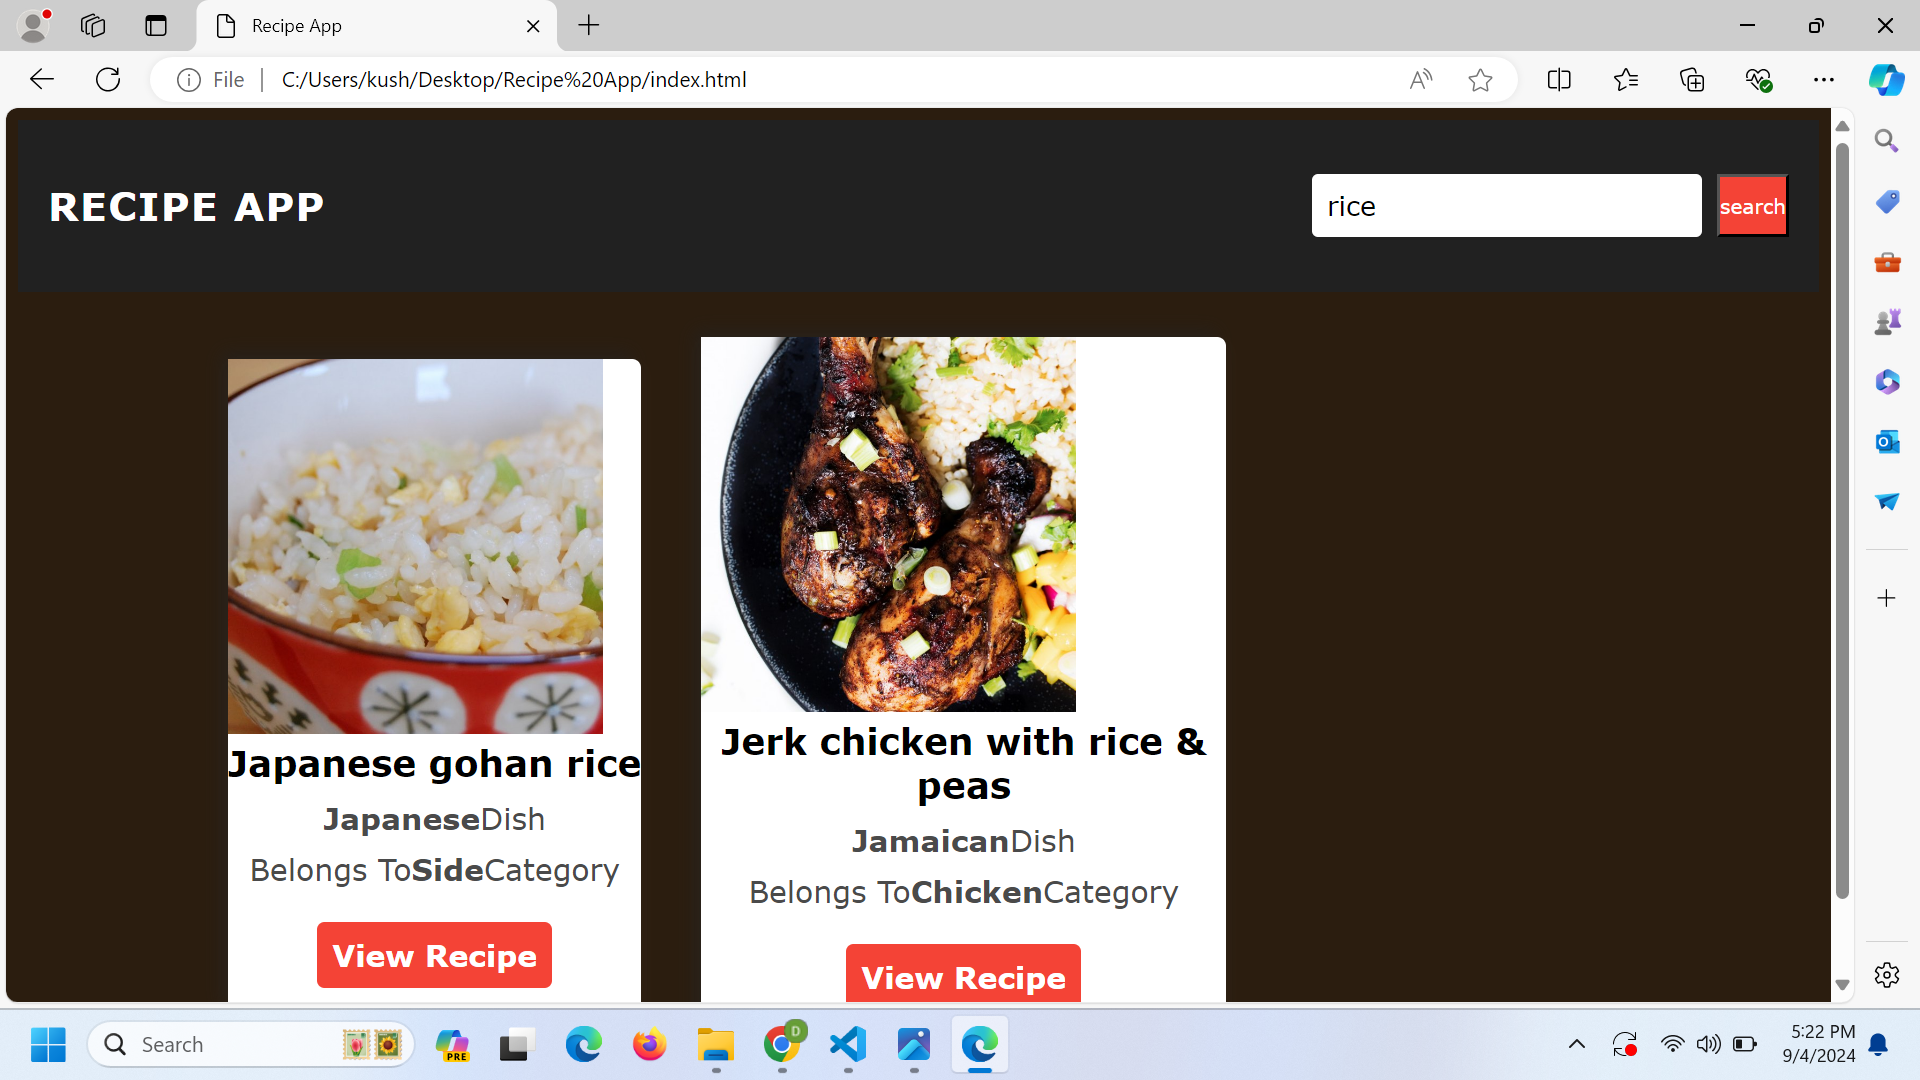 Recipe App
File
C:/Users/kush/Desktop/Recipe%20App/index.html
RECIPE APP
rice
search
Japanese gohan rice
JapaneseDish
Belongs ToSideCategory
View Recipe
Jerk chicken with rice &
peas
JamaicanDish
Belongs ToChickenCategory
View Recipe
Search
PRE
D
5:22 PM
9/4/2024